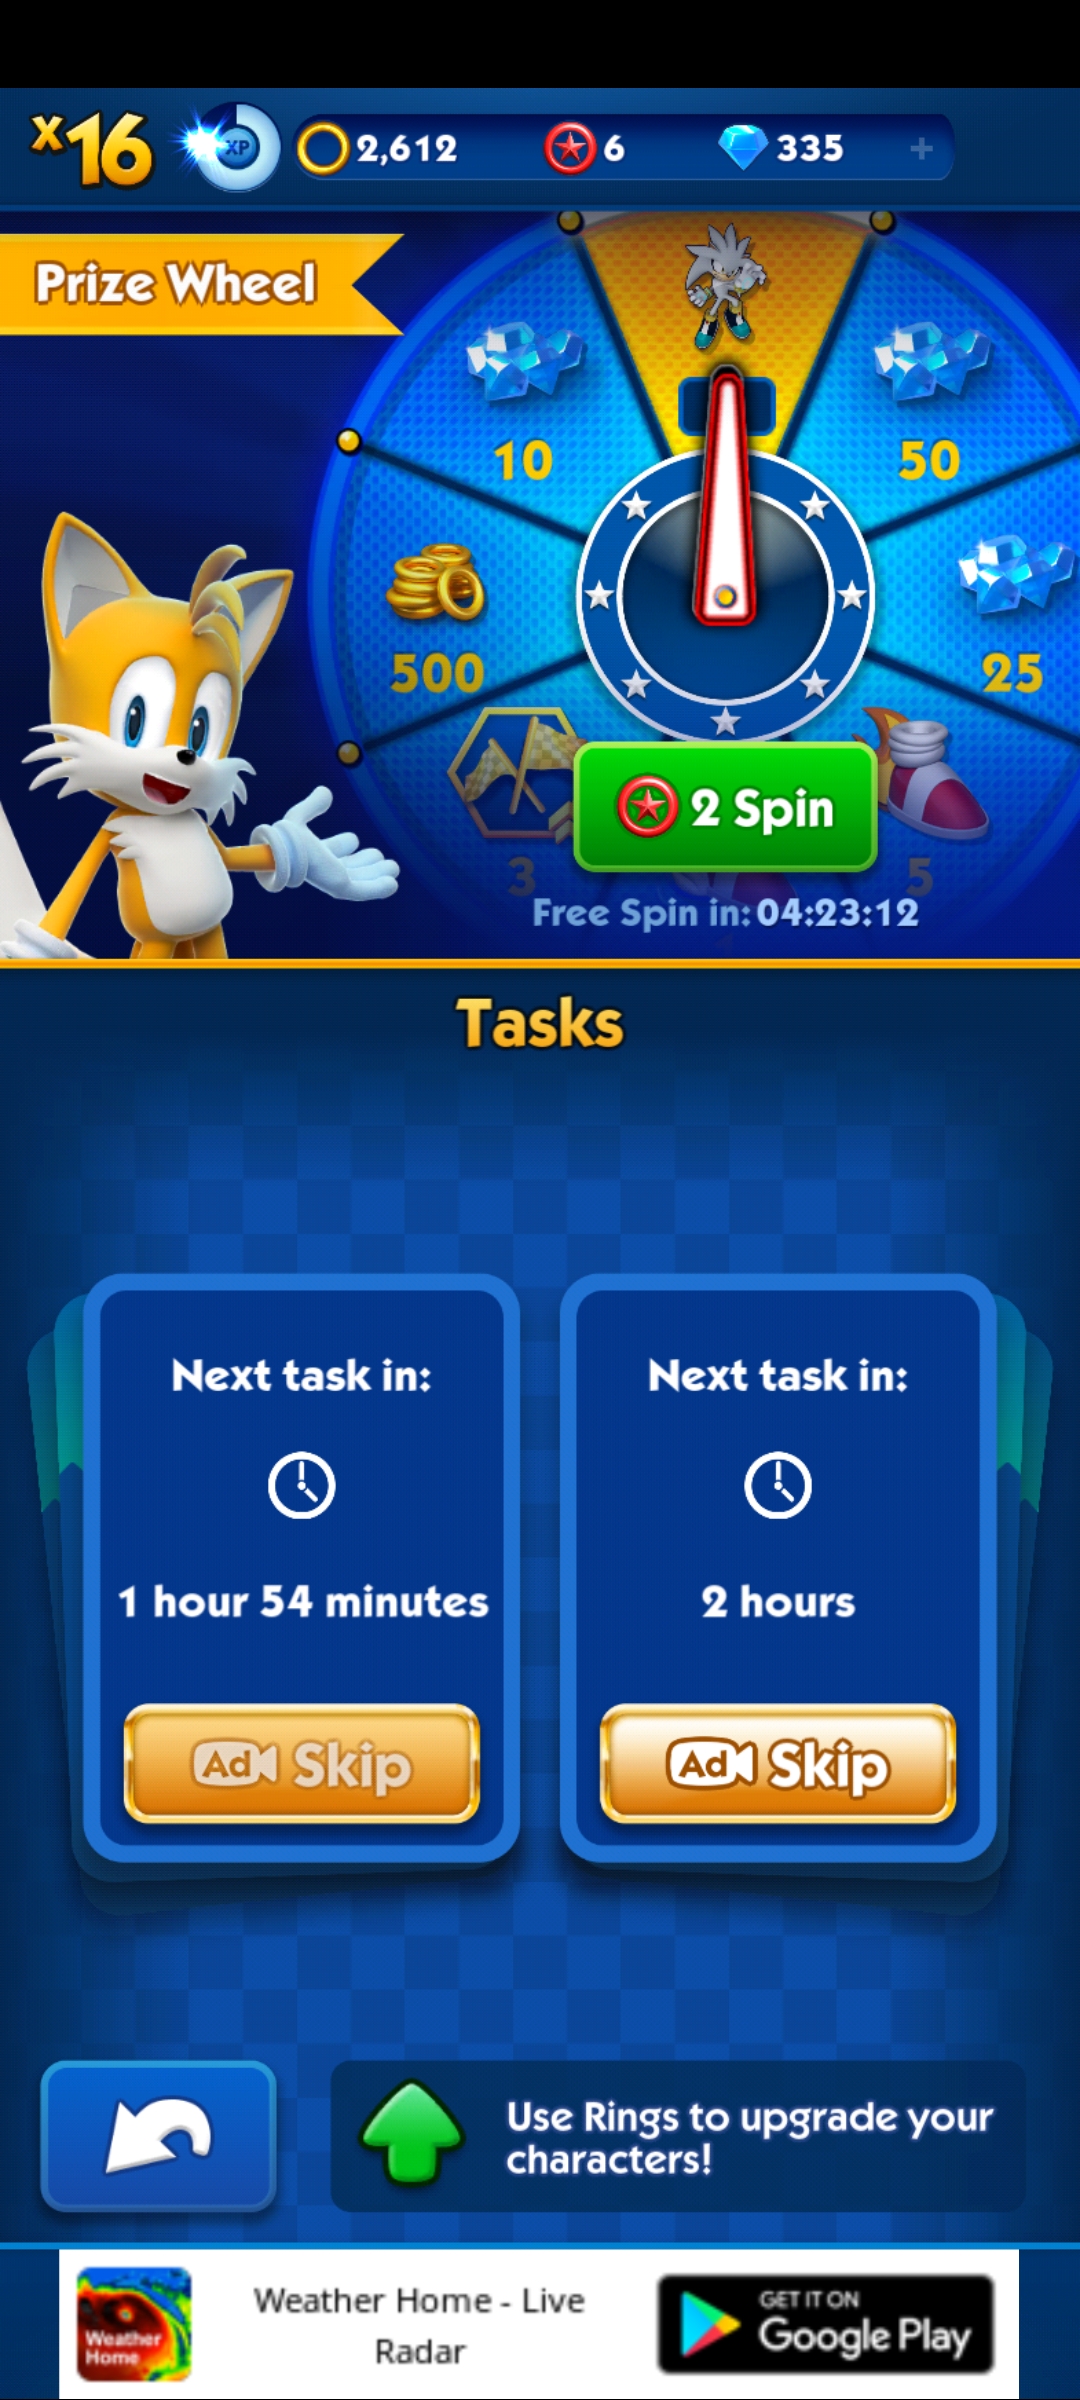 x16
XP
2,612
6
335
+
Prize Wheel
10
50
500
25
2 Spin
3
5
Free Spin in: 04:23:12
Tasks
Next task in:
1 hour 54 minutes
Ad Skip
Next task in:
2 hours
Ad Skip
Use Rings to upgrade your
characters!
Weather
Home
Weather Home - Live
Radar
GET IT ON
Google Play